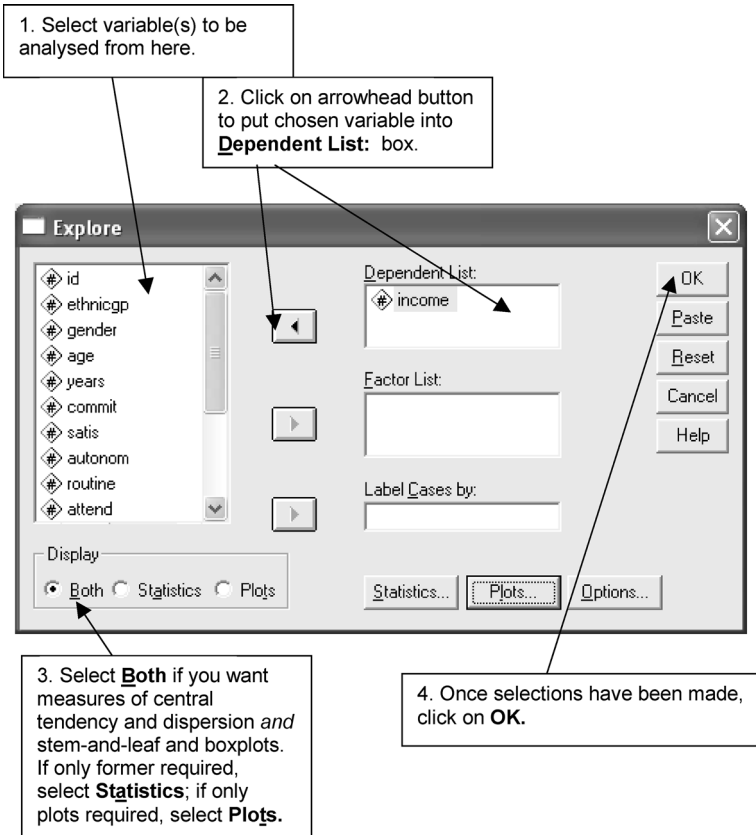 1. Select variable(s) to be
analysed from here.
2. Click on arrowhead button
to put chosen variable into
Dependent List: box.
Explore
id
ethnicgp
gender
age
years
commit
satis
autonom
routine
attend
Dependent List:
income
Factor List:
Label Cases by:
OK
Paste
Reset
Cancel
Help
Display
Both Statistics Plots
Statistics... Plots... Options...
3. Select Both if you want
measures of central
tendency and dispersion and
stem-and-leaf and boxplots.
If only former required,
select Statistics; if only
plots required, select Plots.
4. Once selections have been made,
click on OK.